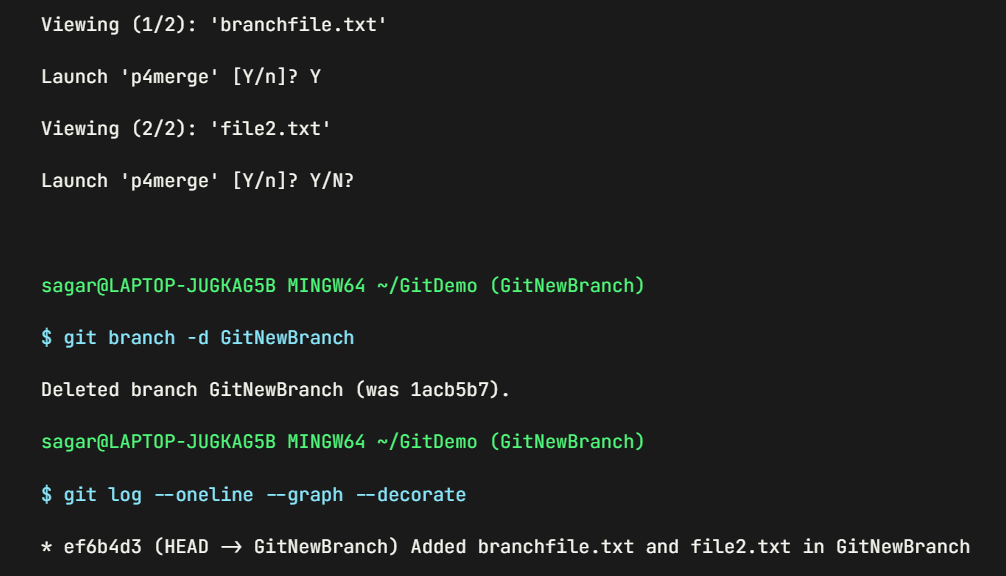 Viewing (1/2): 'branchfile.txt'
Launch 'p4merge' [Y/n]? Y
Viewing (2/2): 'file2.txt'
Launch 'p4merge' [Y/n]? Y/N?
sagar@LAPTOP-JUGKAG5B MINGW64 ~/GitDemo (GitNewBranch)
$ git branch -d GitNewBranch
Deleted branch GitNewBranch (was 1acb5b7).
sagar@LAPTOP-JUGKAG5B MINGW64 ~/GitDemo (GitNewBranch)
$ git log --oneline --graph --decorate
* ef6b4d3 (HEAD -> GitNewBranch) Added branchfile.txt and file2.txt in GitNewBranch